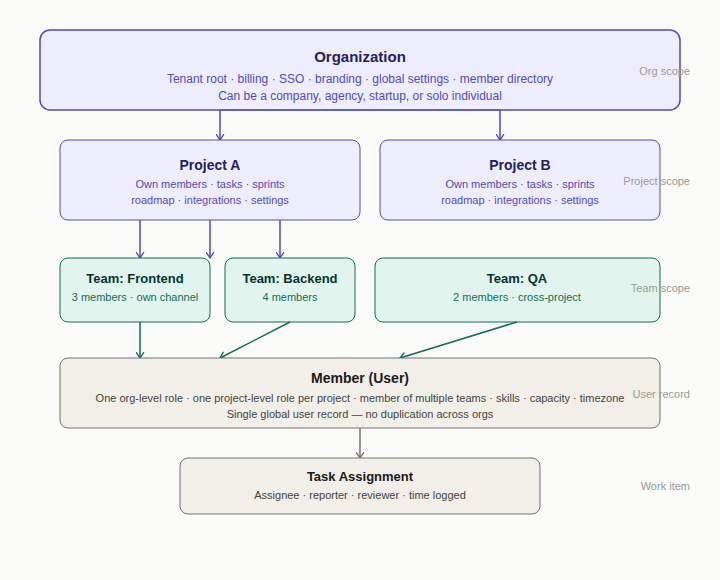 Organization
Tenant root · billing · SSO · branding · global settings · member directory
Org scope
Can be a company, agency, startup, or solo individual
Project A
Own members · tasks · sprints
roadmap · integrations · settings
Project B
Own members · tasks · sprints
roadmap · integrations · settings
Project scope
Team: Frontend
3 members · own channel
Team: Backend
4 members
Team: QA
2 members · cross-project
Team scope
Member (User)
One org-level role · one project-level role per project · member of multiple teams · skills · capacity · timezone
User record
Single global user record — no duplication across orgs
Task Assignment
Assignee · reporter · reviewer · time logged
Work item